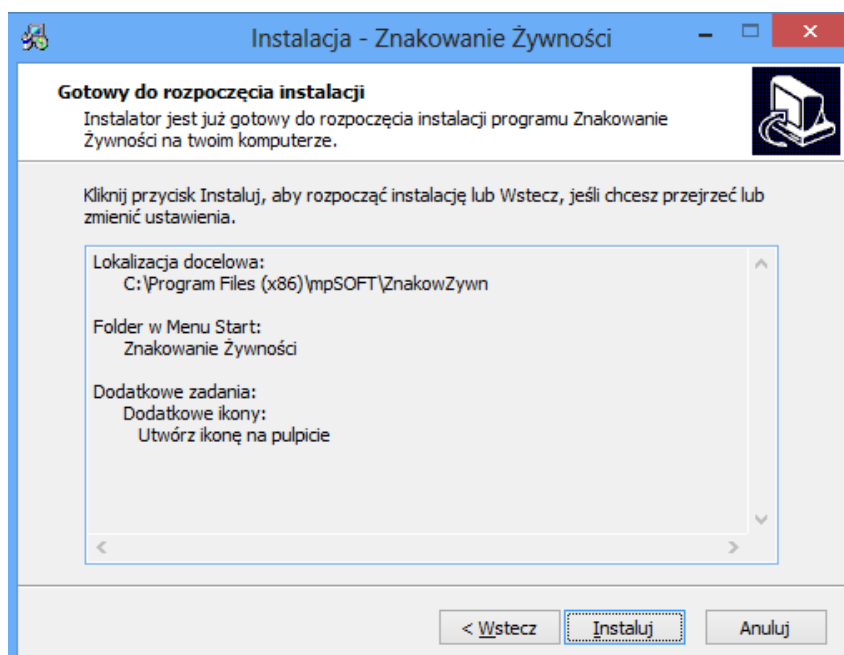 Instalacja - Znakowanie Żywności
Gotowy do rozpoczęcia instalacji
Instalator jest już gotowy do rozpoczęcia instalacji programu Znakowanie
Żywności na twoim komputerze.
Kliknij przycisk Instaluj, aby rozpocząć instalację lub Wstecz, jeśli chcesz przejrzeć lub
zmienić ustawienia.
Lokalizacja docelowa:
C:\Program Files (x86)\mpSOFT\ZnakowZywn
Folder w Menu Start:
Znakowanie Żywności
Dodatkowe zadania:
Dodatkowe ikony:
Utwórz ikonę na pulpicie
< Wstecz
Instaluj
Anuluj